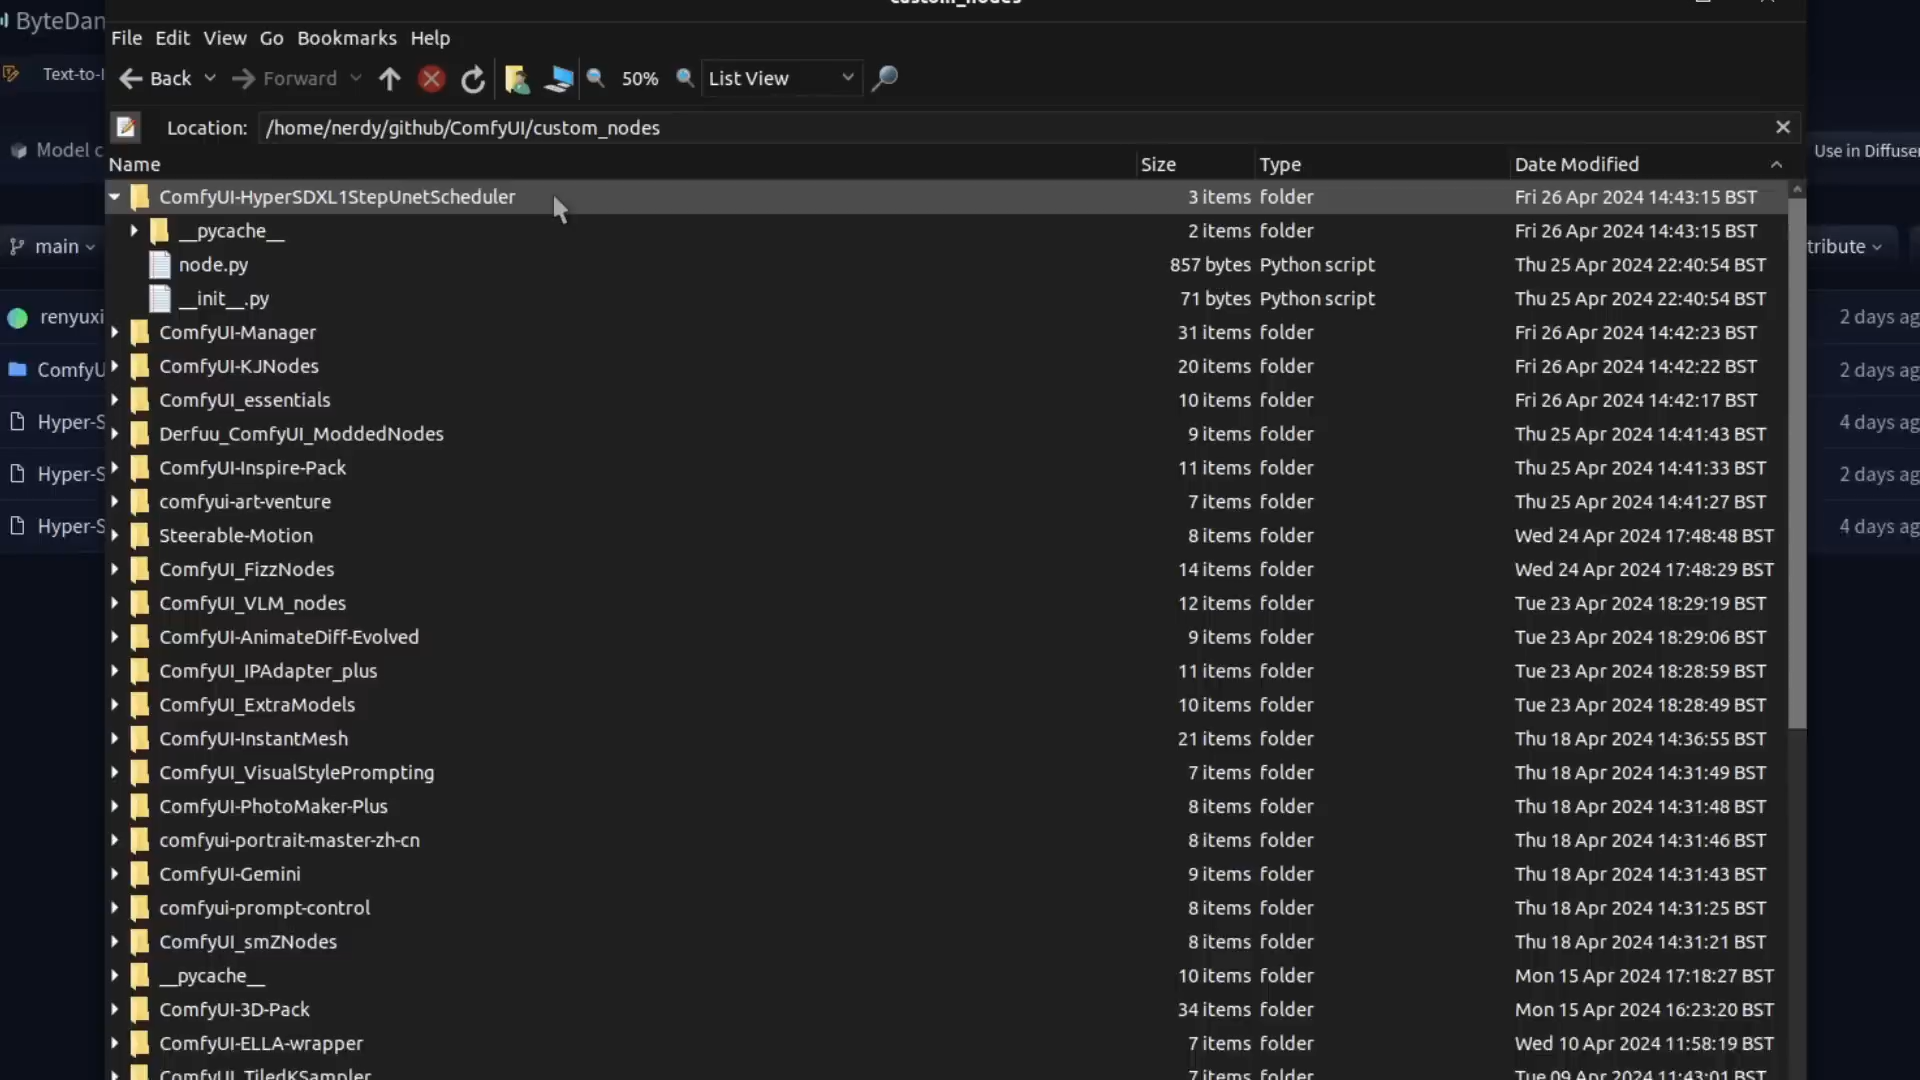 custom_nodes
ByteDan
File Edit View Go Bookmarks Help
Text-to-I
Back Forward 50% List View
Location: /home/nerdy/github/ComfyUI/custom_nodes
Model c
Use in Diffuser
Name Size Type Date Modified
ComfyUI-HyperSDXL1StepUnetScheduler 3 items folder Fri 26 Apr 2024 14:43:15 BST
__pycache__ 2 items folder Fri 26 Apr 2024 14:43:15 BST
main
tribute
node.py 857 bytes Python script Thu 25 Apr 2024 22:40:54 BST
__init__.py 71 bytes Python script Thu 25 Apr 2024 22:40:54 BST
renyuxi
2 days ag
ComfyUI-Manager 31 items folder Fri 26 Apr 2024 14:42:23 BST
ComfyUI-KJNodes 20 items folder Fri 26 Apr 2024 14:42:22 BST
ComfyU
2 days ag
ComfyUI_essentials 10 items folder Fri 26 Apr 2024 14:42:17 BST
Hyper-S
4 days ag
Derfuu_ComfyUI_ModdedNodes 9 items folder Thu 25 Apr 2024 14:41:43 BST
ComfyUI-Inspire-Pack 11 items folder Thu 25 Apr 2024 14:41:33 BST
Hyper-S
2 days ag
comfyui-art-venture 7 items folder Thu 25 Apr 2024 14:41:27 BST
Hyper-S
4 days ag
Steerable-Motion 8 items folder Wed 24 Apr 2024 17:48:48 BST
ComfyUI_FizzNodes 14 items folder Wed 24 Apr 2024 17:48:29 BST
ComfyUI_VLM_nodes 12 items folder Tue 23 Apr 2024 18:29:19 BST
ComfyUI-AnimateDiff-Evolved 9 items folder Tue 23 Apr 2024 18:29:06 BST
ComfyUI_IPAdapter_plus 11 items folder Tue 23 Apr 2024 18:28:59 BST
ComfyUI_ExtraModels 10 items folder Tue 23 Apr 2024 18:28:49 BST
ComfyUI-InstantMesh 21 items folder Thu 18 Apr 2024 14:36:55 BST
ComfyUI_VisualStylePrompting 7 items folder Thu 18 Apr 2024 14:31:49 BST
ComfyUI-PhotoMaker-Plus 8 items folder Thu 18 Apr 2024 14:31:48 BST
comfyui-portrait-master-zh-cn 8 items folder Thu 18 Apr 2024 14:31:46 BST
ComfyUI-Gemini 9 items folder Thu 18 Apr 2024 14:31:43 BST
comfyui-prompt-control 8 items folder Thu 18 Apr 2024 14:31:25 BST
ComfyUI_smZNodes 8 items folder Thu 18 Apr 2024 14:31:21 BST
__pycache__ 10 items folder Mon 15 Apr 2024 17:18:27 BST
ComfyUI-3D-Pack 34 items folder Mon 15 Apr 2024 16:23:20 BST
ComfyUI-ELLA-wrapper 7 items folder Wed 10 Apr 2024 11:58:19 BST
ComfyUI_TiledKSampler 7 items folder Tue 09 Apr 2024 11:43:01 BST